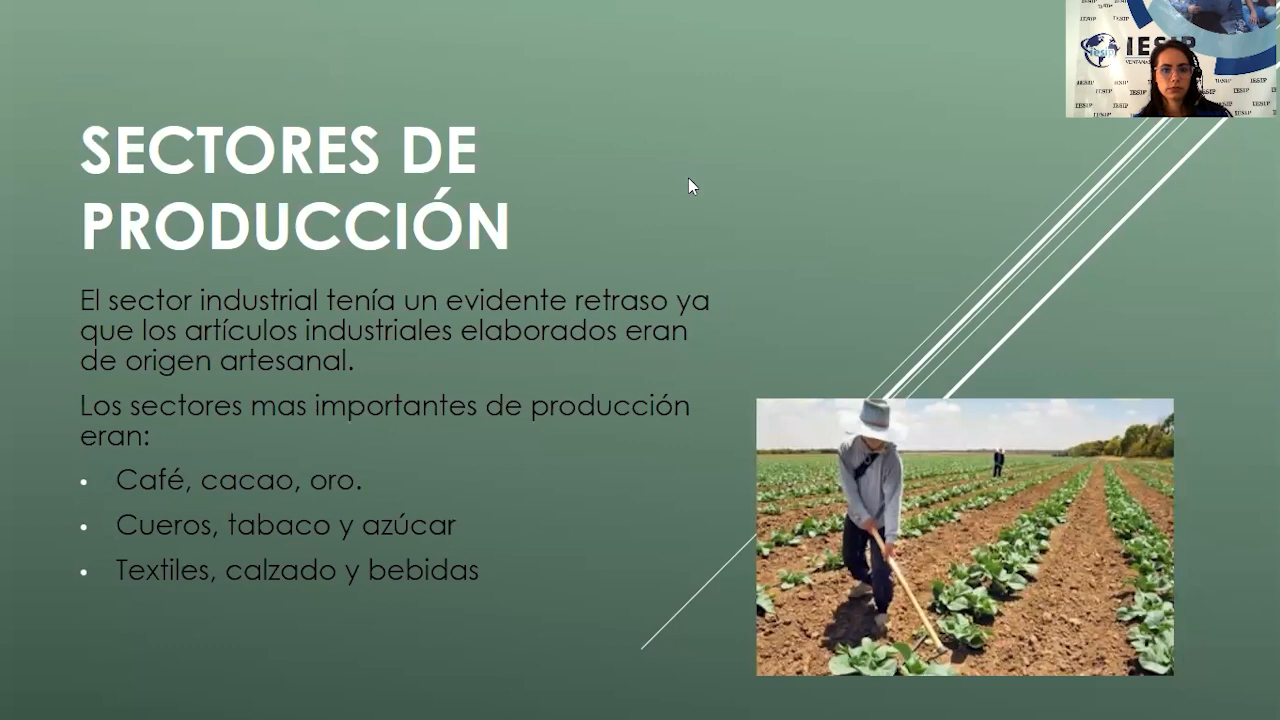 SECTORES DE
PRODUCCIÓN
El sector industrial tenía un evidente retraso ya
que los artículos industriales elaborados eran
de origen artesanal.
Los sectores mas importantes de producción
eran:
• Café, cacao, oro.
• Cueros, tabaco y azúcar
• Textiles, calzado y bebidas
IESIP